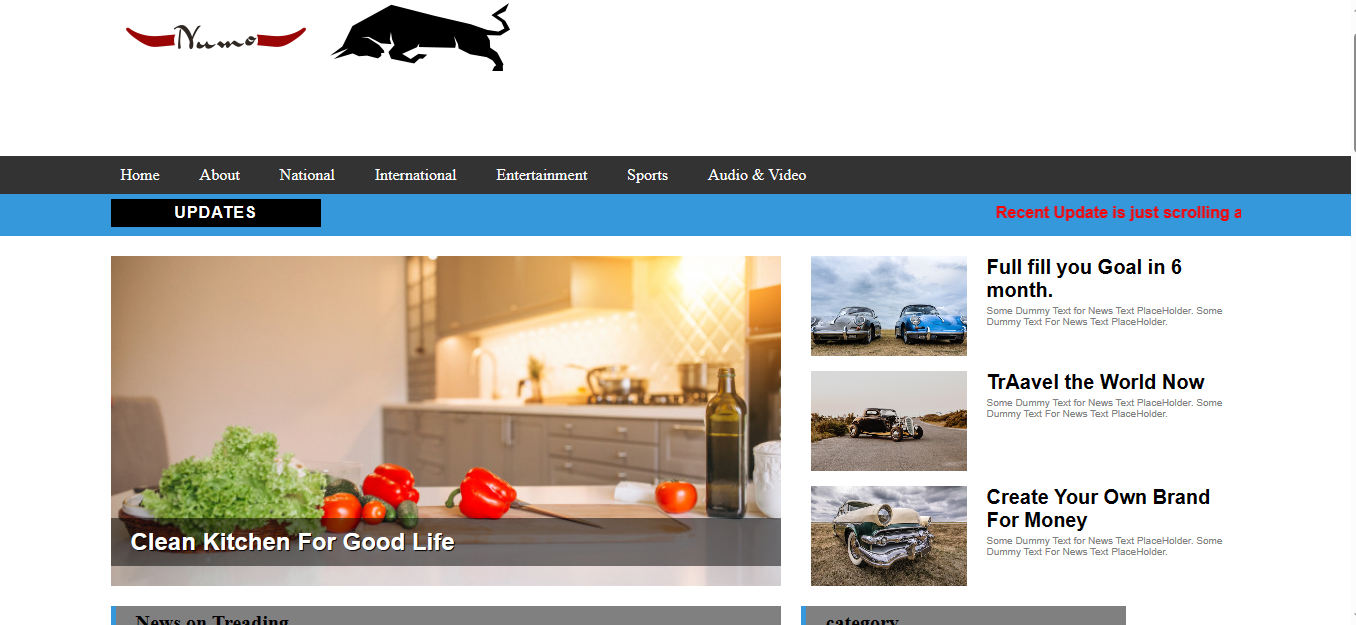 Numo
Home About National International Entertainment Sports Audio & Video
UPDATES
Recent Update is just scrolling a
Clean Kitchen For Good Life
Full fill you Goal in 6
month.
Some Dummy Text for News Text PlaceHolder. Some
Dummy Text For News Text PlaceHolder.
TrAavel the World Now
Some Dummy Text for News Text PlaceHolder. Some
Dummy Text For News Text PlaceHolder.
Create Your Own Brand
For Money
Some Dummy Text for News Text PlaceHolder. Some
Dummy Text For News Text PlaceHolder.
News on Treading
category